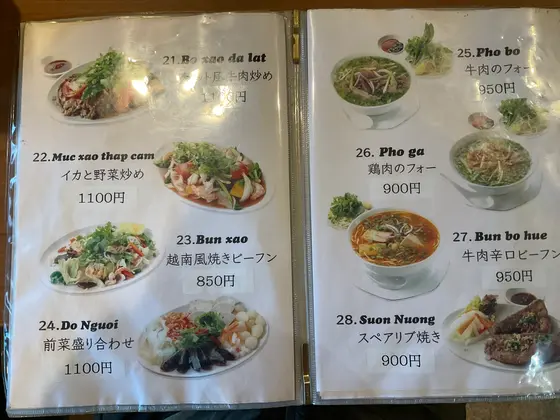 21.Bo xao da lat
牛肉炒め
円
22.Muc xao thap cam
イカと野菜炒め
1100円
23.Bun xao
越南風焼きビーフン
850円
24.Do Nguoi
前菜盛り合わせ
1100円
25.Pho bo
牛肉のフォー
950円
26. Pho ga
鶏肉のフォー
900円
27.Bun bo hue
牛肉辛口ビーフン
950円
28.Suon Nuong
スペアリブ焼き
900円